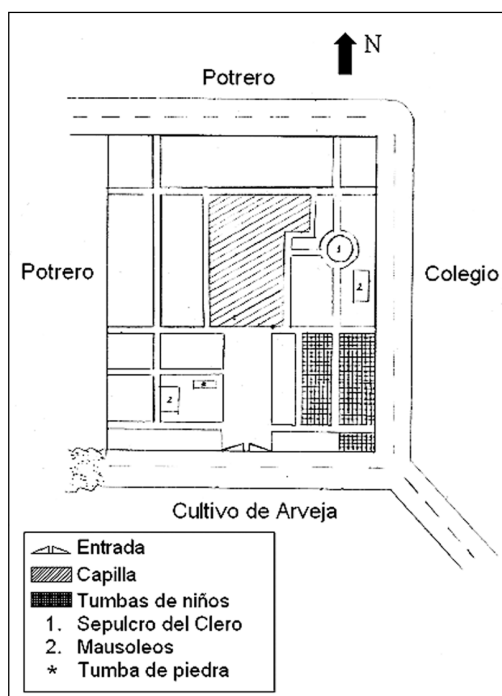 N
Potrero
1
Potrero
2
Colegio
2
*
Cultivo de Arveja
Entrada
Capilla
Tumbas de niños
1. Sepulcro del Clero
2. Mausoleos
* Tumba de piedra